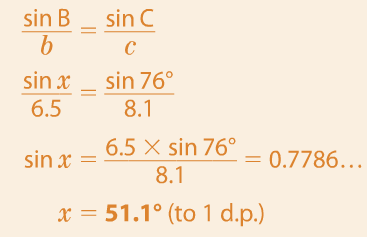 sin B / b = sin C / c
sin x / 6.5 = sin 76° / 8.1
sin x = 6.5 × sin 76° / 8.1 = 0.7786...
x = 51.1° (to 1 d.p.)